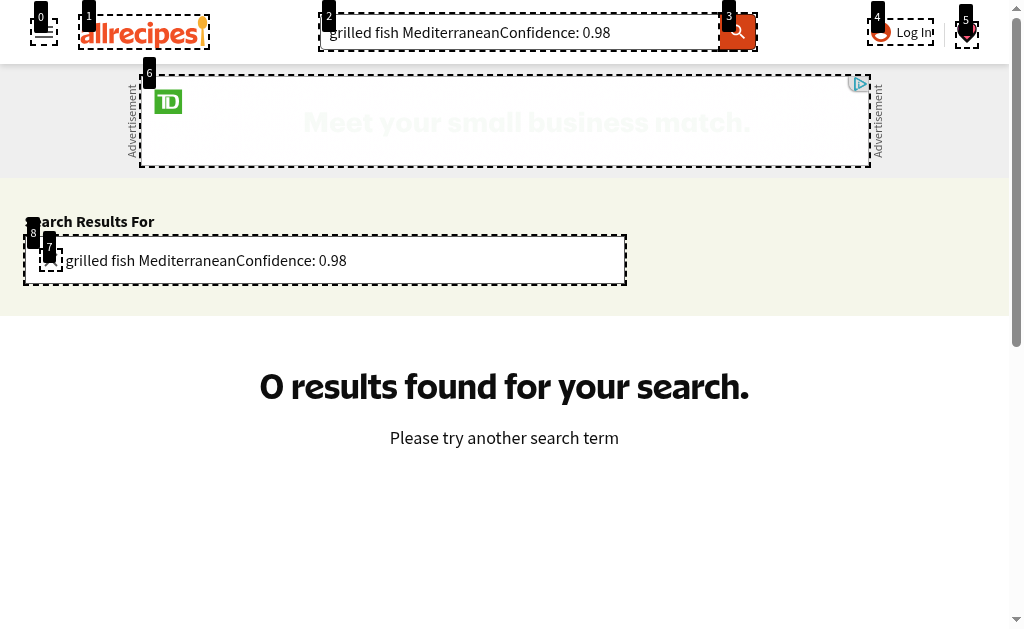 0
1
allrecipes
2
grilled fish MediterraneanConfidence: 0.98
3
4
Log In
5
6
Advertisement
TD
Meet your small business match.
Advertisement
Search Results For
8
7
grilled fish MediterraneanConfidence: 0.98
0 results found for your search.
Please try another search term